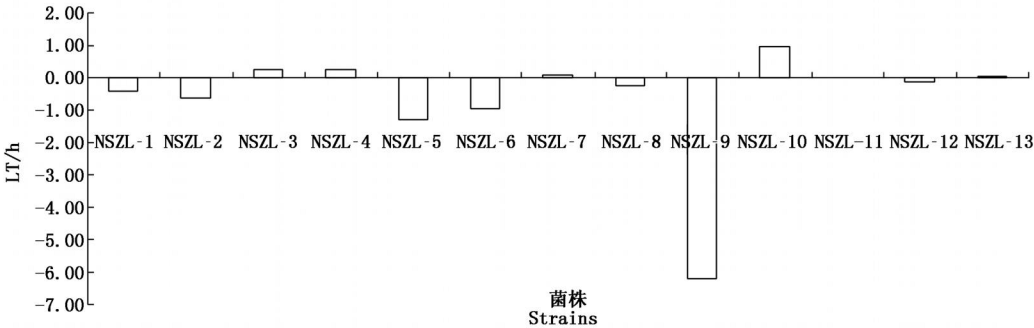 2.00
1.00
0.00
-1.00
-2.00
-3.00
-4.00
-5.00
-6.00
-7.00
LT/h
NSZL-1 NSZL-2 NSZL-3 NSZL-4 NSZL-5 NSZL-6 NSZL-7 NSZL-8 NSZL-9 NSZL-10 NSZL-11 NSZL-12 NSZL-13
菌株
Strains